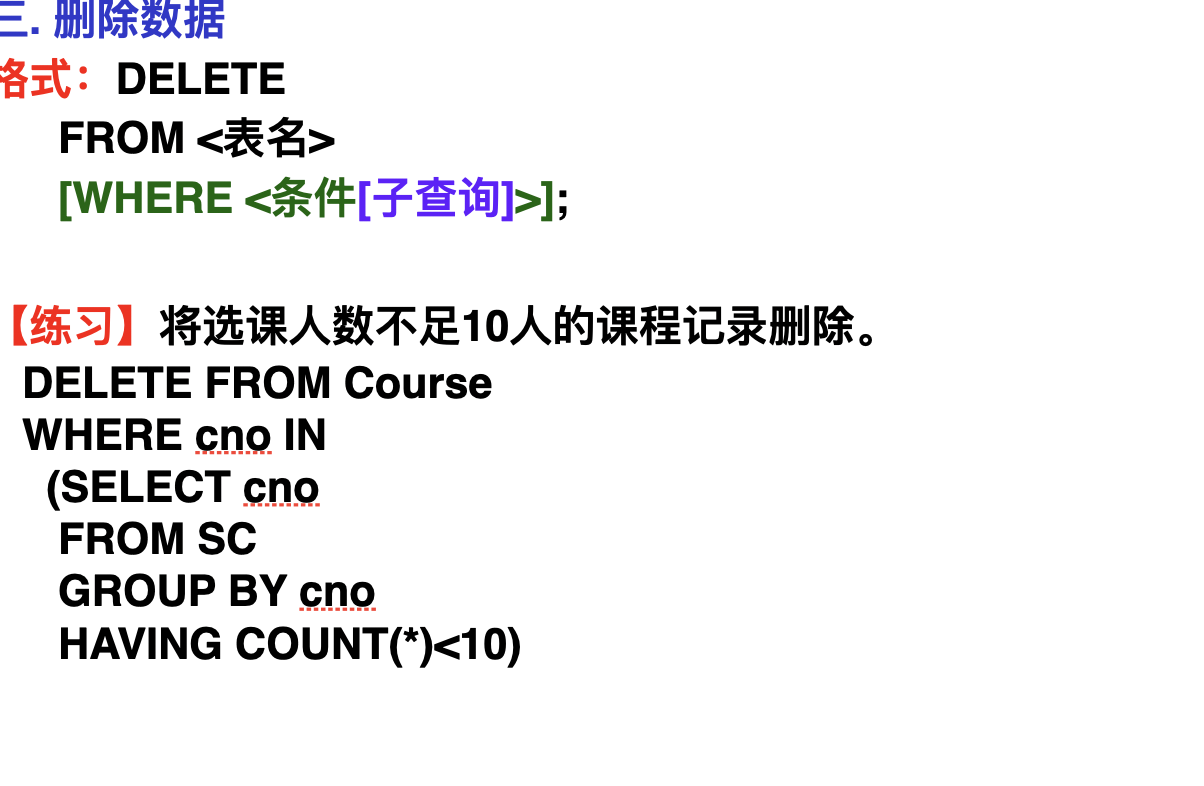 三. 删除数据
格式：DELETE
FROM <表名>
[WHERE <条件[子查询]>];
【练习】将选课人数不足10人的课程记录删除。
DELETE FROM Course
WHERE cno IN
(SELECT cno
FROM SC
GROUP BY cno
HAVING COUNT(*)<10)